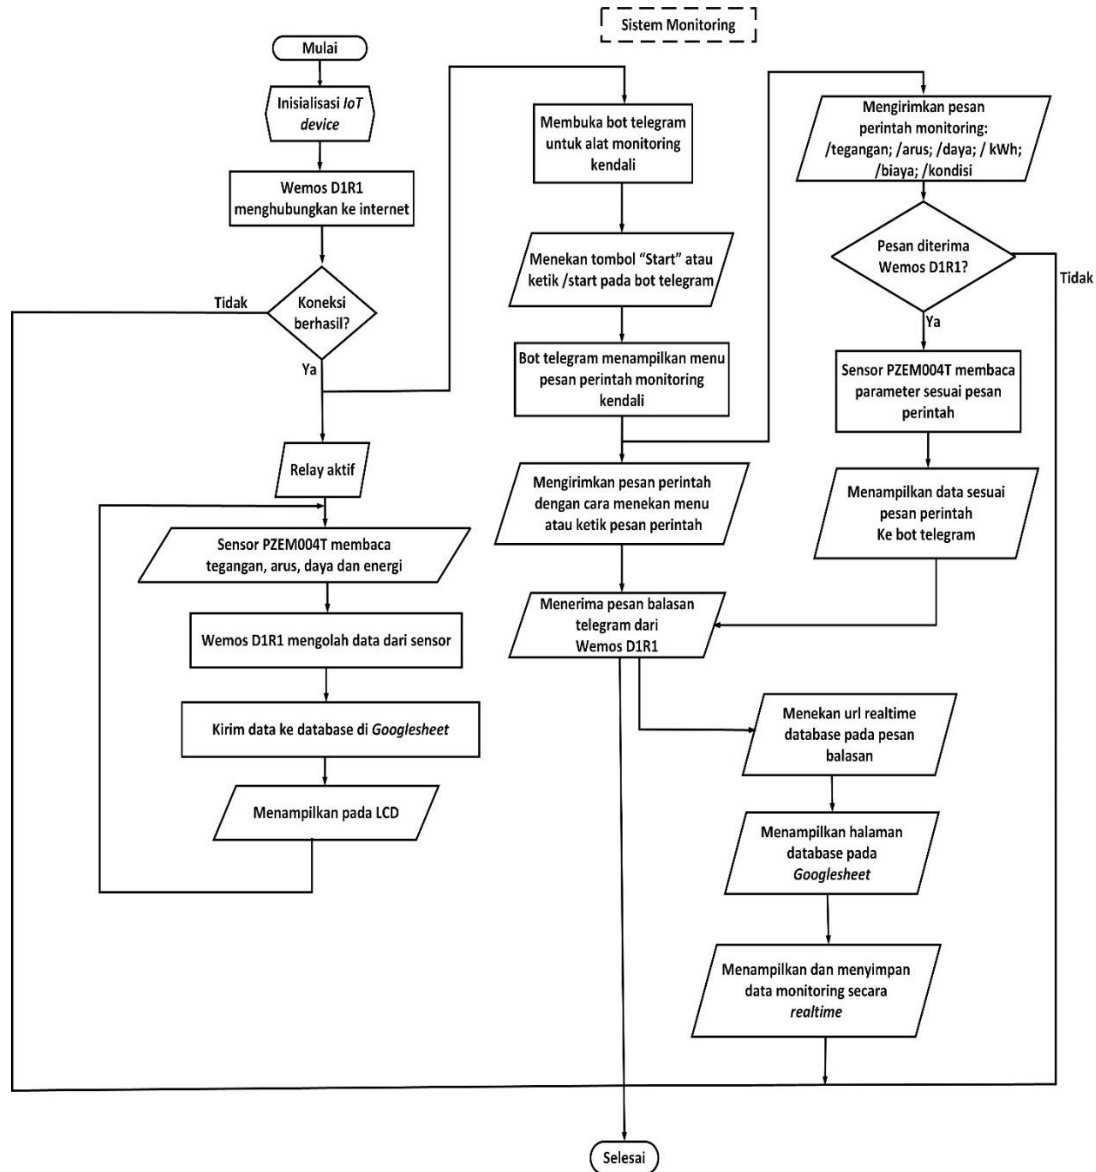 Sistem Monitoring
Mulai
Inisialisasi IoT
device
Wemos D1R1
menghubungkan ke internet
Koneksi
berhasil?
Tidak
Ya
Relay aktif
Sensor PZEM004T membaca
tegangan, arus, daya dan energi
Wemos D1R1 mengolah data dari sensor
Kirim data ke database di Googlesheet
Menampilkan pada LCD
Membuka bot telegram
untuk alat monitoring
kendali
Menekan tombol “Start” atau
ketik /start pada bot telegram
Bot telegram menampilkan menu
pesan perintah monitoring
kendali
Mengirimkan pesan perintah
dengan cara menekan menu
atau ketik pesan perintah
Menerima pesan balasan
telegram dari
Wemos D1R1
Mengirimkan pesan
perintah monitoring:
/tegangan; /arus; /daya; / kWh;
/biaya; /kondisi
Pesan diterima
Wemos D1R1?
Tidak
Ya
Sensor PZEM004T membaca
parameter sesuai pesan
perintah
Menampilkan data sesuai
pesan perintah
Ke bot telegram
Menekan url realtime
database pada pesan
balasan
Menampilkan halaman
database pada
Googlesheet
Menampilkan dan menyimpan
data monitoring secara
realtime
Selesai